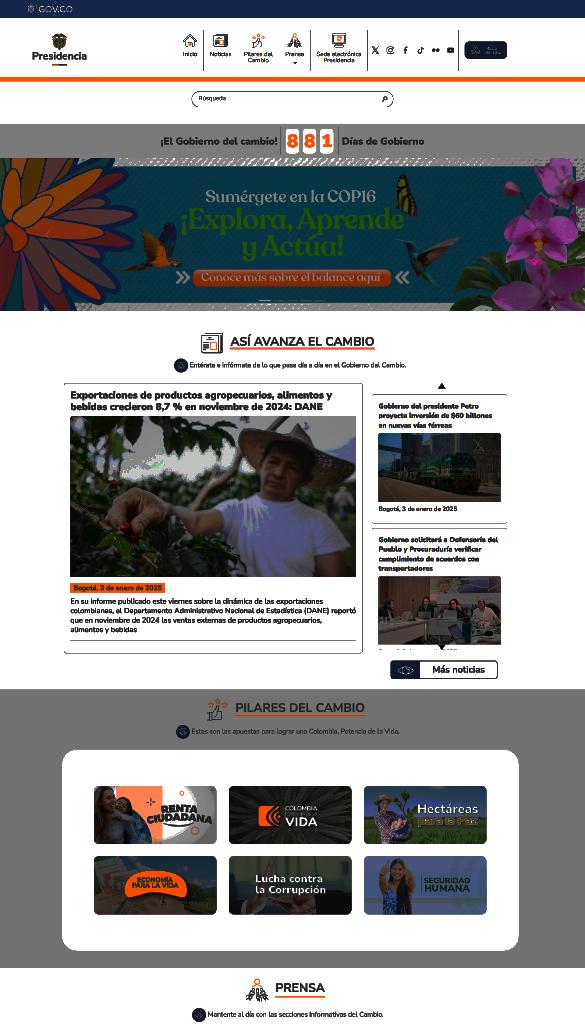 GOV.CO
Presidencia
Inicio
Noticias
Pilares del
Cambio
Prensa
Sede electrónica
Presidencia
Búsqueda
¡El Gobierno del cambio! 881 Días de Gobierno
Sumérgete en la COP16
¡Explora, Aprende
y Actúa!
Conoce más sobre el balance aquí
ASÍ AVANZA EL CAMBIO
Entérate e infórmate de lo que pasa día a día en el Gobierno del Cambio.
Exportaciones de productos agropecuarios, alimentos y
bebidas crecieron 8,7 % en noviembre de 2024: DANE
Bogotá, 3 de enero de 2025
En su informe publicado este viernes sobre la dinámica de las exportaciones
colombianas, el Departamento Administrativo Nacional de Estadística (DANE) reportó
que en noviembre de 2024 las ventas externas de productos agropecuarios,
alimentos y bebidas
Gobierno del presidente Petro
proyecta inversión de $60 billones
en nuevas vías férreas
Bogotá, 3 de enero de 2025
Gobierno solicitará a Defensoría del
Pueblo y Procuraduría verificar
cumplimiento de acuerdos con
transportadores
Más noticias
PILARES DEL CAMBIO
Estas son las apuestas para lograr una Colombia, Potencia de la Vida.
RENTA
CIUDADANA
COLOMBIA
VIDA
Hectáreas
para la Paz
ECONOMÍA
PARA LA VIDA
Lucha contra
la Corrupción
SEGURIDAD
HUMANA
PRENSA
Mantente al día con las secciones informativas del Cambio.